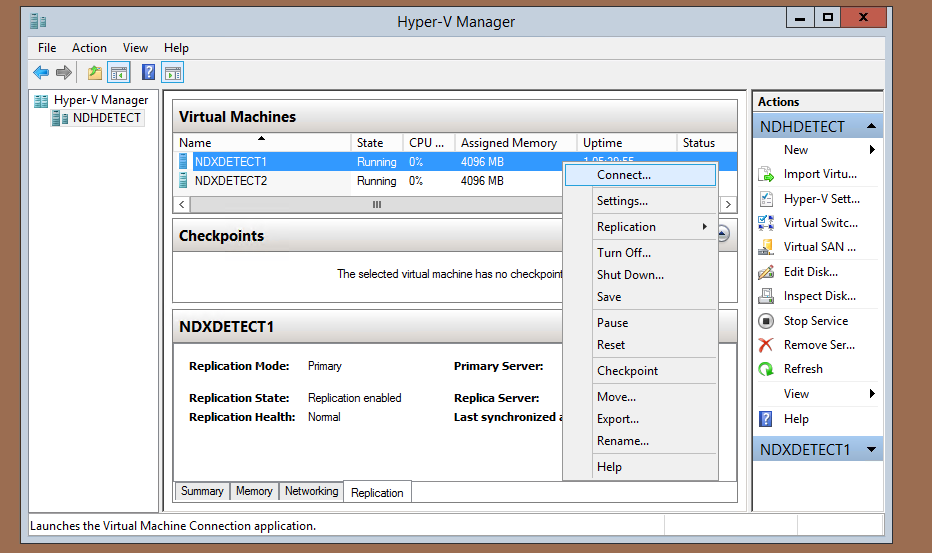 Hyper-V Manager
File Action View Help
Hyper-V Manager
NDHDETECT
Virtual Machines
Name State CPU ... Assigned Memory Uptime Status
NDXDETECT1 Running 0% 4096 MB 1.05:29:55
NDXDETECT2 Running 0% 4096 MB
Checkpoints
The selected virtual machine has no checkpoint
NDXDETECT1
Replication Mode: Primary Primary Server:
Replication State: Replication enabled Replica Server:
Replication Health: Normal Last synchronized a
Summary Memory Networking Replication
Connect...
Settings...
Replication
Turn Off...
Shut Down...
Save
Pause
Reset
Checkpoint
Move...
Export...
Rename...
Help
Actions
NDHDETECT
New
Import Virtu...
Hyper-V Sett...
Virtual Switc...
Virtual SAN ...
Edit Disk...
Inspect Disk...
Stop Service
Remove Ser...
Refresh
View
Help
NDXDETECT1
Launches the Virtual Machine Connection application.